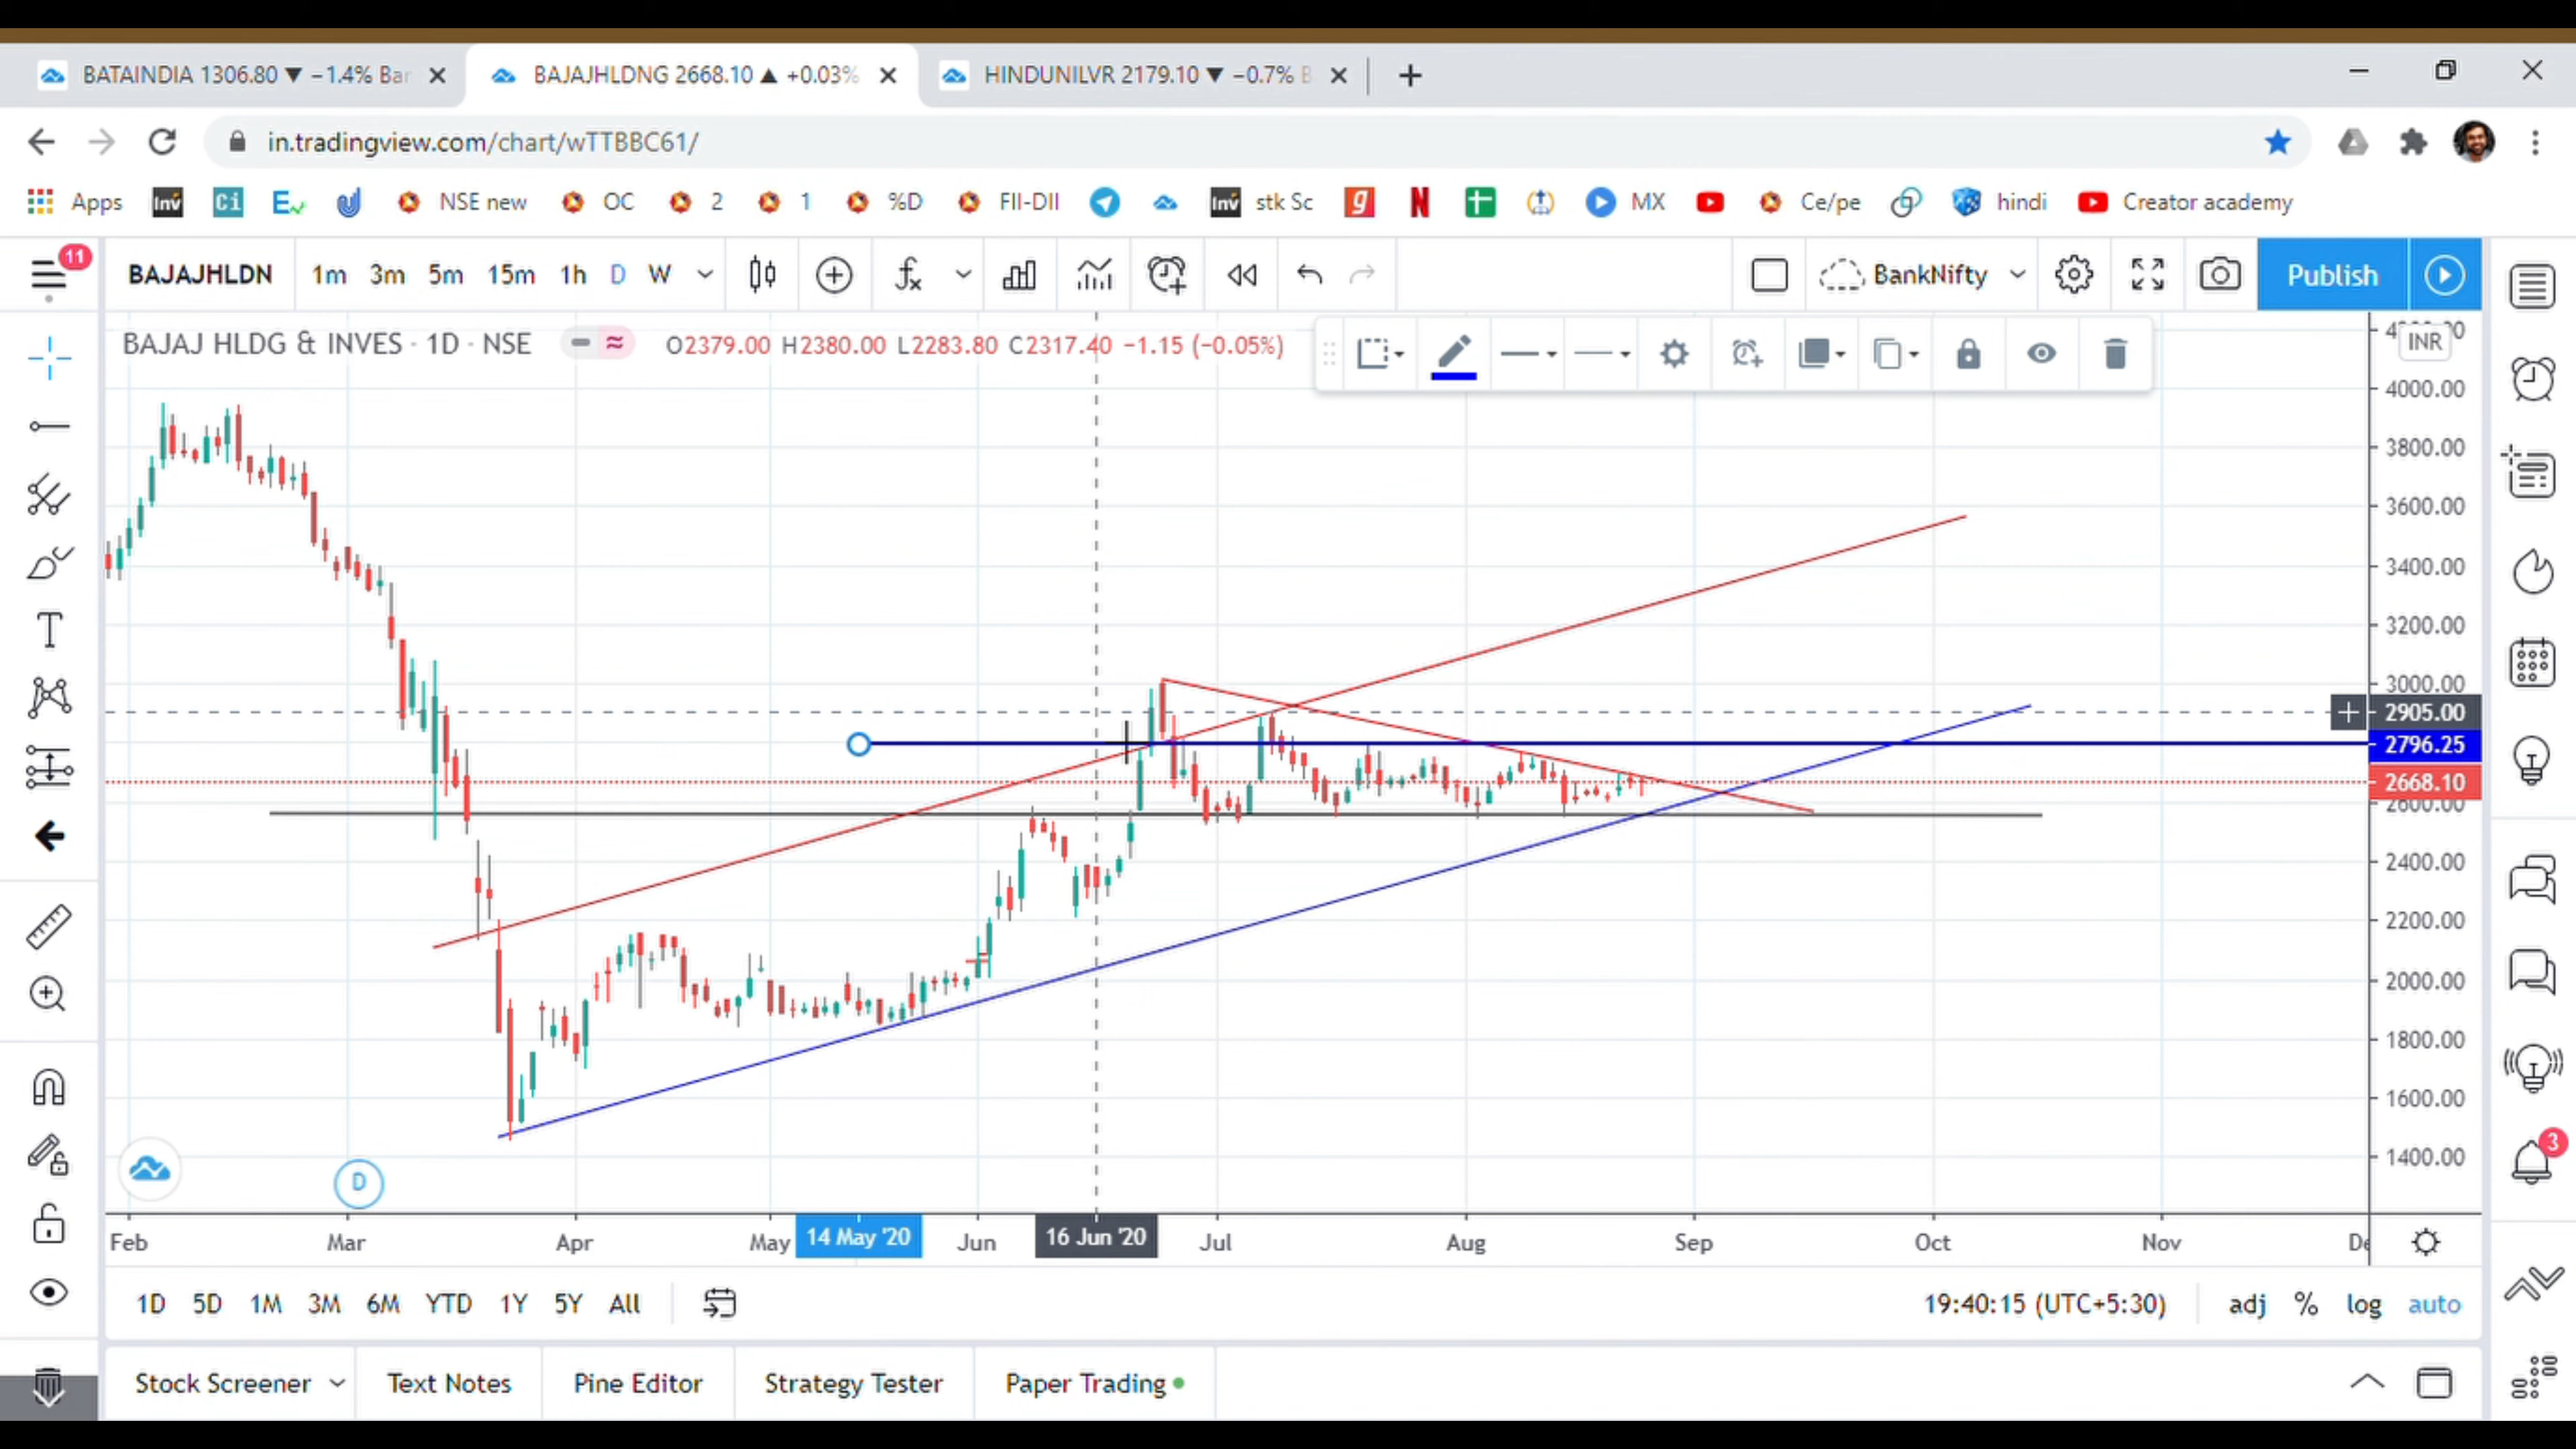 BATAINDIA 1306.80 ▼ −1.4% Bar
BAJAJHLDNG 2668.10 ▲ +0.03%
HINDUNILVR 2179.10 ▼ −0.7% B
in.tradingview.com/chart/wTTBBC61/
Apps Inv Ci E NSE new OC 2 1 %D FII-DII Inv stk Sc g N MX Ce/pe hindi Creator academy
11
BAJAJHLDN 1m 3m 5m 15m 1h D W BankNifty Publish
BAJAJ HLDG & INVES · 1D · NSE O2379.00 H2380.00 L2283.80 C2317.40 −1.15 (−0.05%)
INR
4000.00
3800.00
3600.00
3400.00
3200.00
3000.00
2905.00
2796.25
2668.10
2600.00
2400.00
2200.00
2000.00
1800.00
1600.00
1400.00
3
D
Feb Mar Apr May 14 May '20 Jun 16 Jun '20 Jul Aug Sep Oct Nov
1D 5D 1M 3M 6M YTD 1Y 5Y All 19:40:15 (UTC+5:30) adj % log auto
Stock Screener Text Notes Pine Editor Strategy Tester Paper Trading